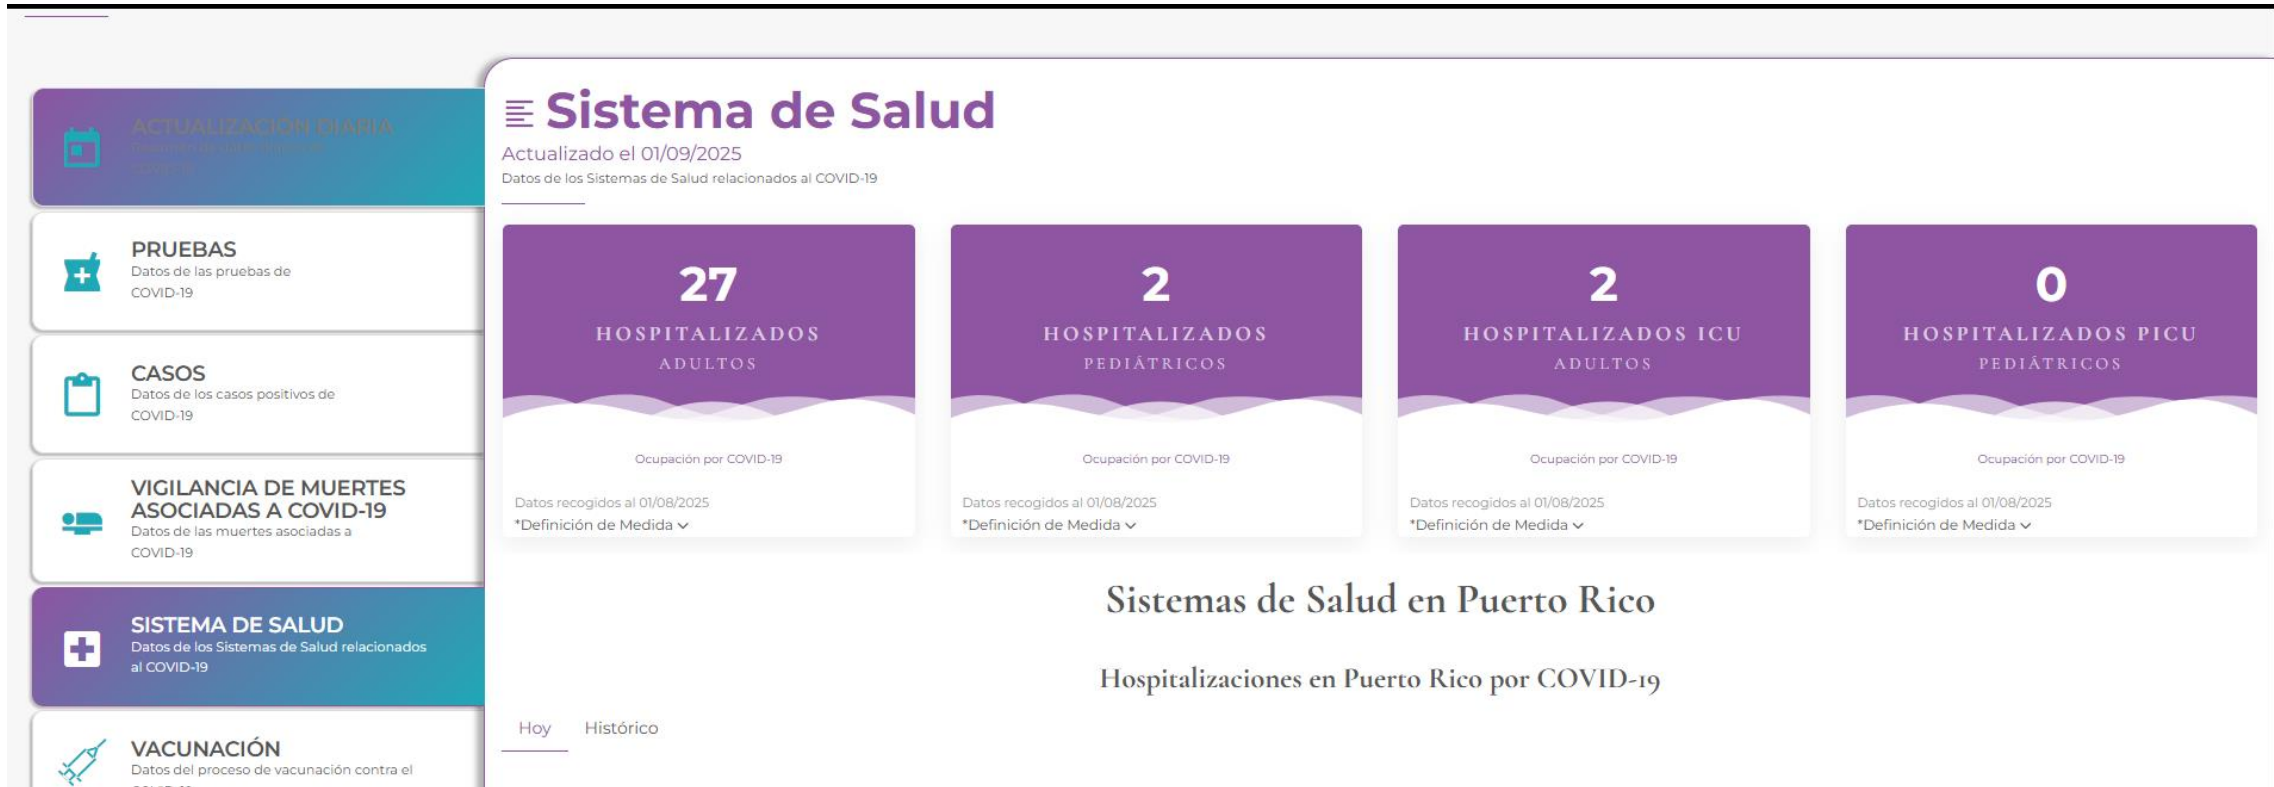 ACTUALIZACIÓN DIARIA
PRUEBAS
Datos de las pruebas de
COVID-19
CASOS
Datos de los casos positivos de
COVID-19
VIGILANCIA DE MUERTES
ASOCIADAS A COVID-19
Datos de las muertes asociadas a
COVID-19
SISTEMA DE SALUD
Datos de los Sistemas de Salud relacionados
al COVID-19
VACUNACIÓN
Datos del proceso de vacunación contra el
Sistema de Salud
Actualizado el 01/09/2025
Datos de los Sistemas de Salud relacionados al COVID-19
27
HOSPITALIZADOS
ADULTOS
Ocupación por COVID-19
Datos recogidos al 01/08/2025
*Definición de Medida
2
HOSPITALIZADOS
PEDIÁTRICOS
Ocupación por COVID-19
Datos recogidos al 01/08/2025
*Definición de Medida
2
HOSPITALIZADOS ICU
ADULTOS
Ocupación por COVID-19
Datos recogidos al 01/08/2025
*Definición de Medida
0
HOSPITALIZADOS PICU
PEDIÁTRICOS
Ocupación por COVID-19
Datos recogidos al 01/08/2025
*Definición de Medida
Sistemas de Salud en Puerto Rico
Hospitalizaciones en Puerto Rico por COVID-19
Hoy Histórico